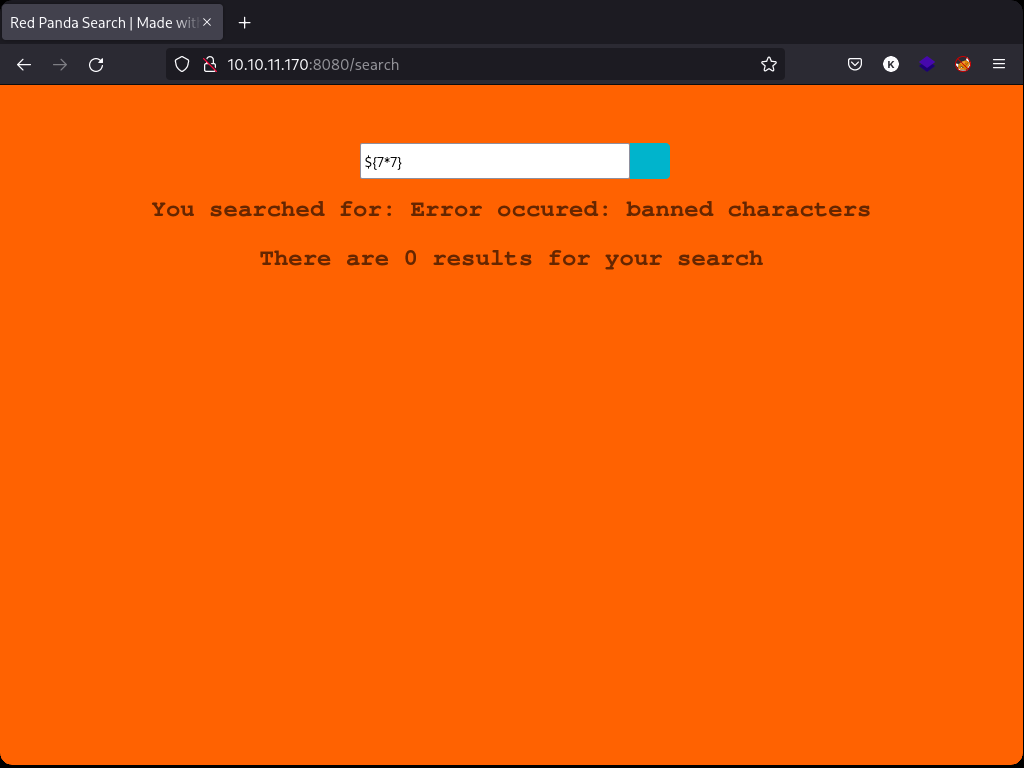 Red Panda Search | Made with
10.10.11.170:8080/search
K
${7*7}
You searched for: Error occured: banned characters
There are 0 results for your search